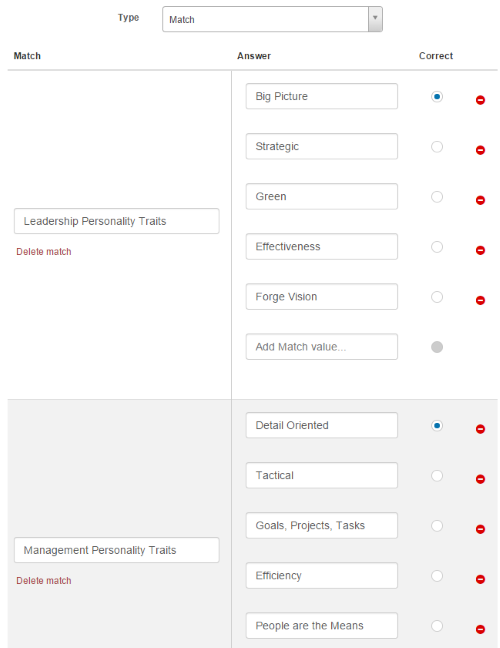 Type
Match
Match Answer Correct
Big Picture
Strategic
Green
Leadership Personality Traits
Delete match
Effectiveness
Forge Vision
Add Match value...
Detail Oriented
Tactical
Goals, Projects, Tasks
Management Personality Traits
Delete match
Efficiency
People are the Means